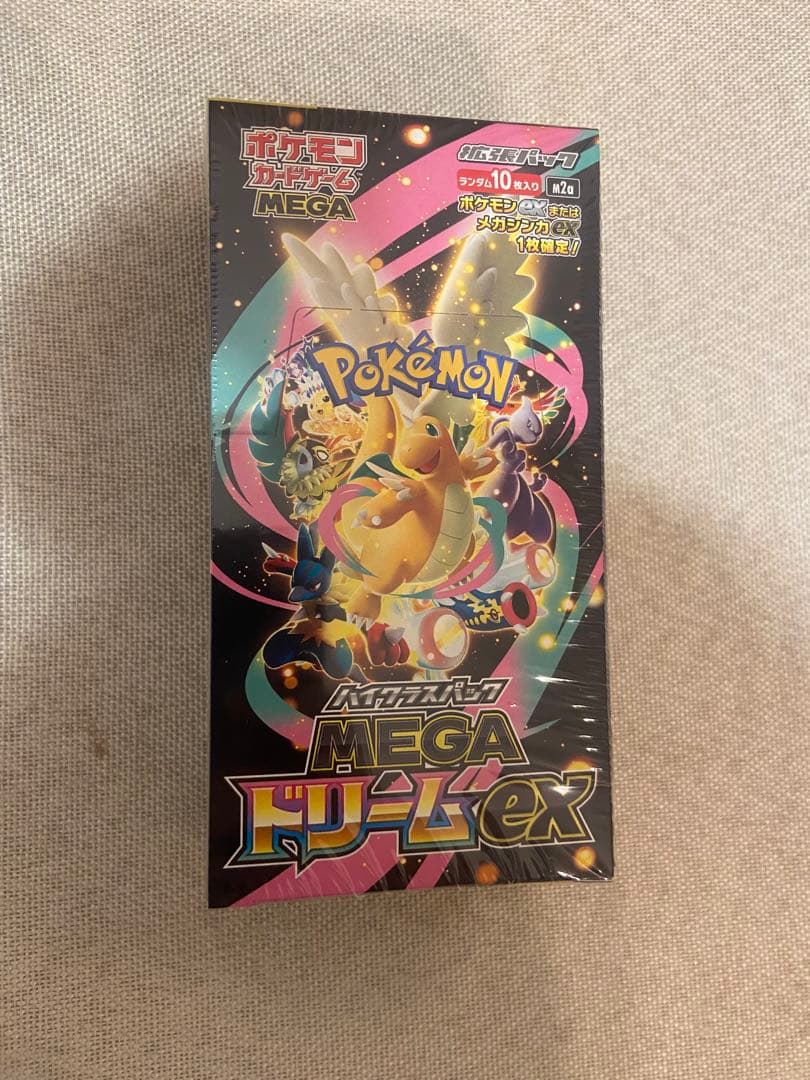 ポケモン
カードゲーム
MEGA
拡張パック
ランダム10枚入り
M2a
ポケモンexまたは
メガシンカex
1枚確定!
POKÉMON
TM
ハイクラスパック
MEGA
ドリームex